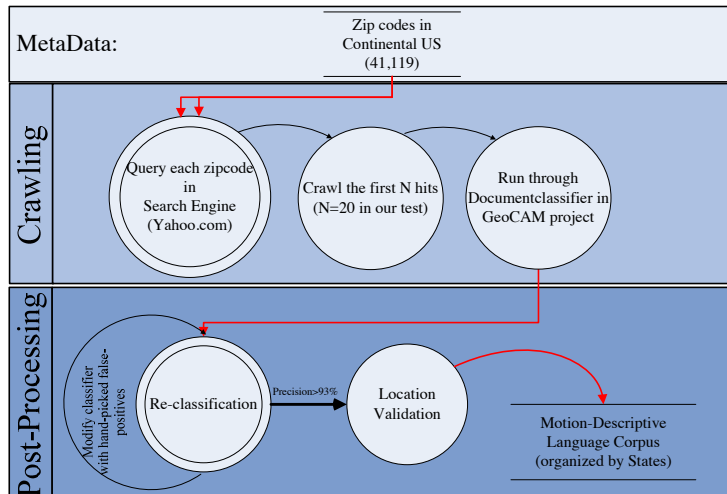 MetaData:
Zip codes in
Continental US
(41,119)
Crawling
Query each zipcode
in
Search Engine
(Yahoo.com)
Crawl the first N hits
(N=20 in our test)
Run through
Documentclassifier in
GeoCAM project
Post-Processing
Modify classifier
with hand-picked false-
positives
Re-classification
Precision>93%
Location
Validation
Motion-Descriptive
Language Corpus
(organized by States)